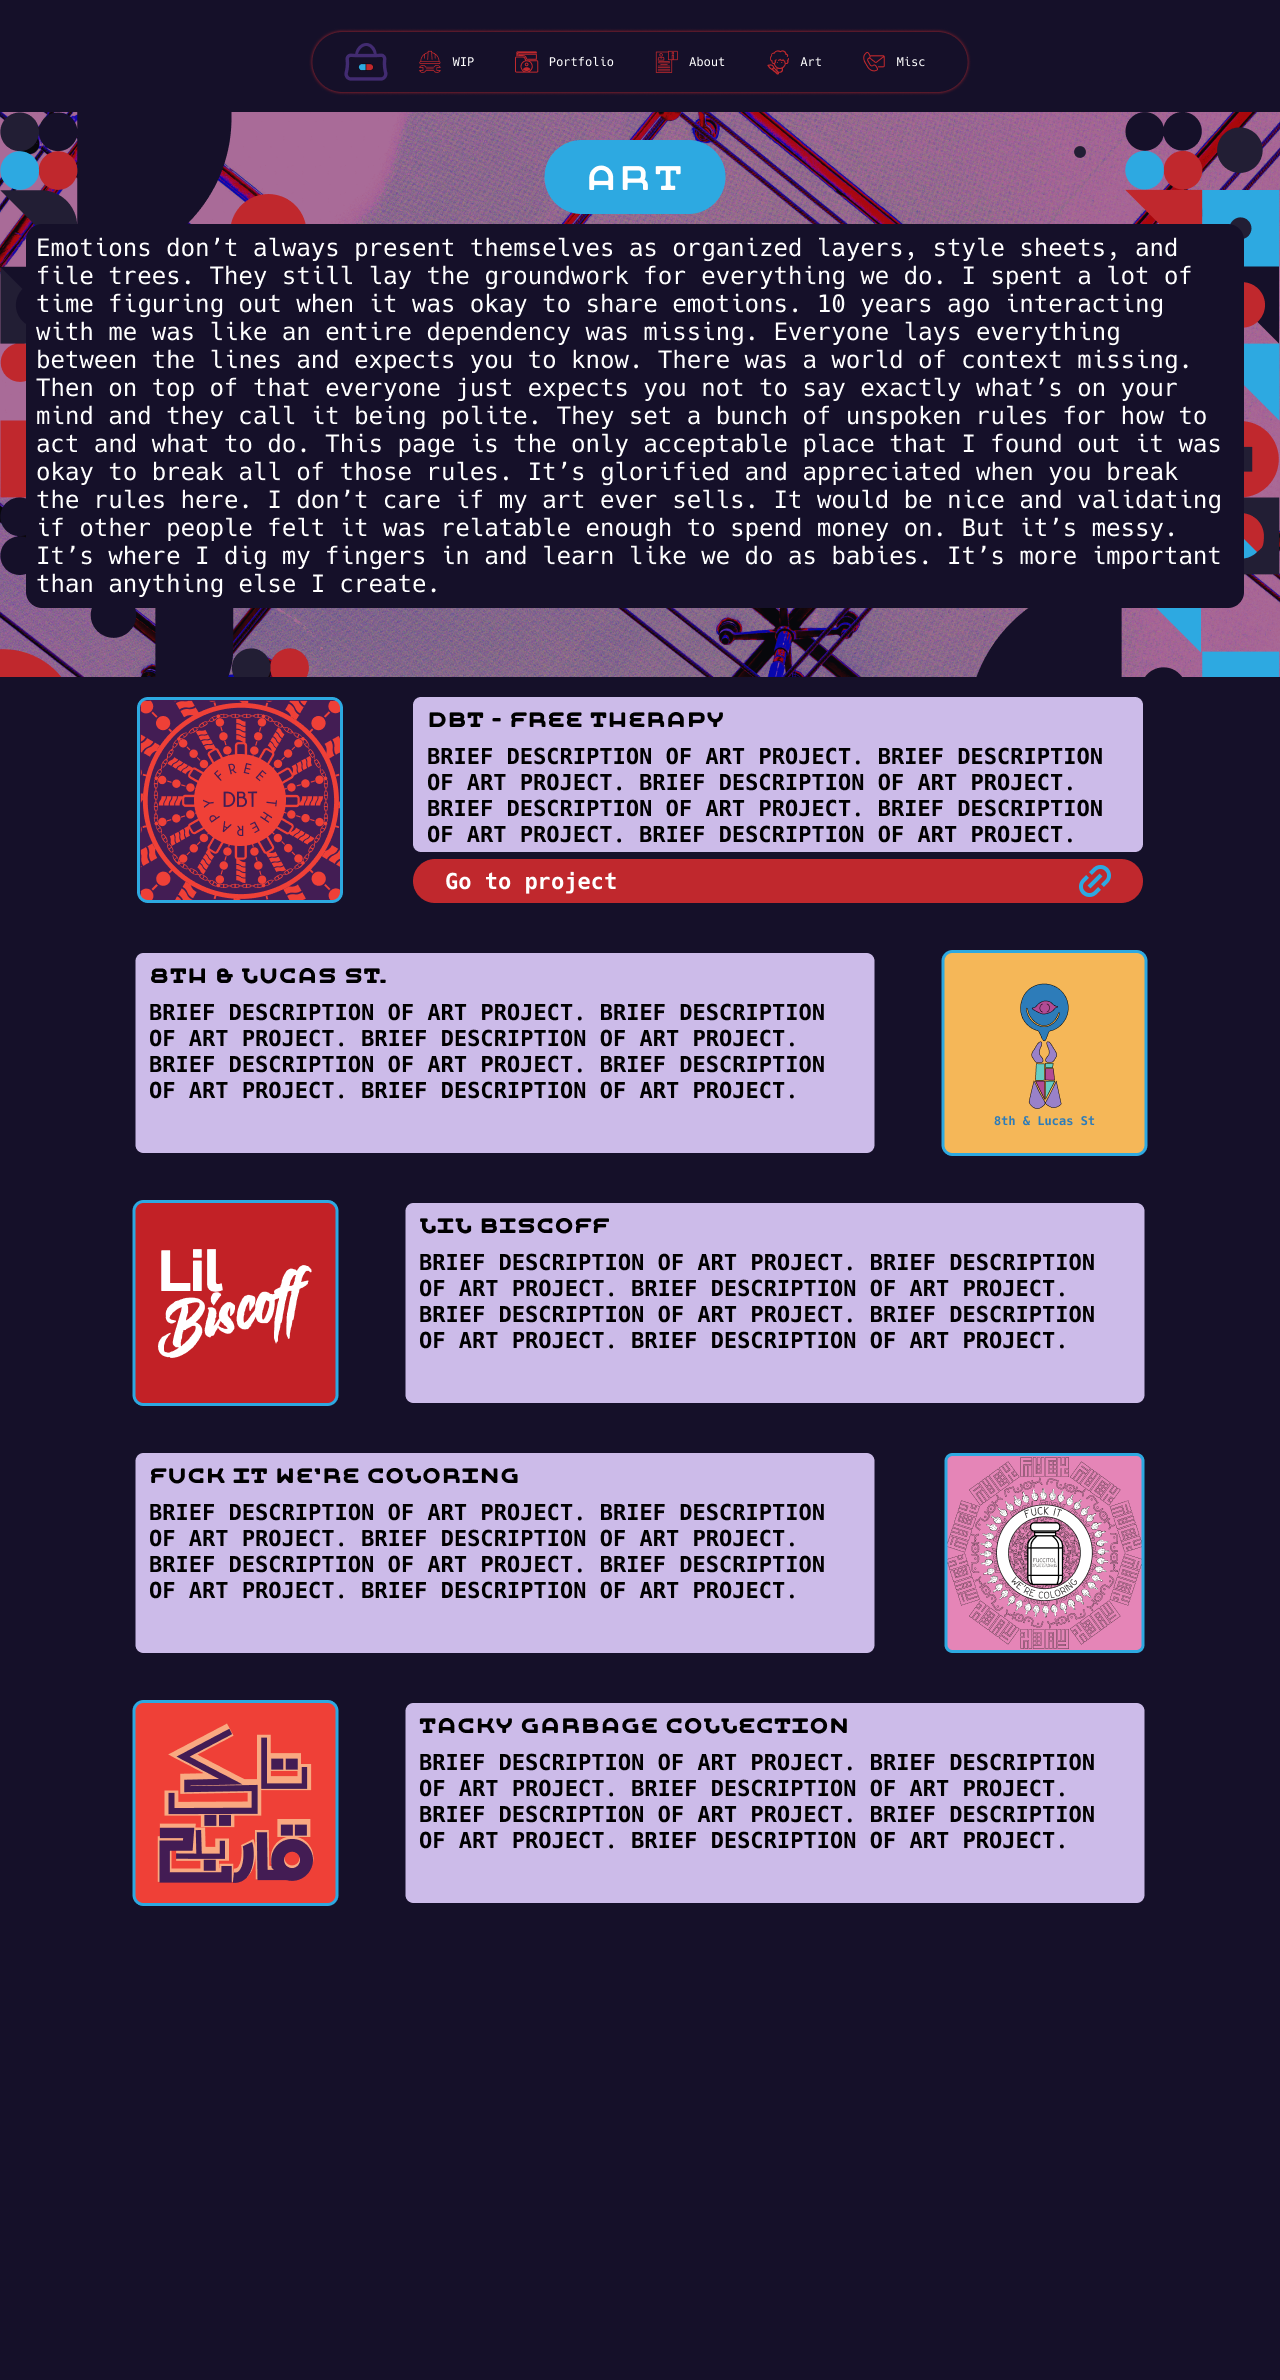 WIP
Portfolio
About
Art
Misc
ART
Emotions don’t always present themselves as organized layers, style sheets, and
file trees. They still lay the groundwork for everything we do. I spent a lot of
time figuring out when it was okay to share emotions. 10 years ago interacting
with me was like an entire dependency was missing. Everyone lays everything
between the lines and expects you to know. There was a world of context missing.
Then on top of that everyone just expects you not to say exactly what’s on your
mind and they call it being polite. They set a bunch of unspoken rules for how to
act and what to do. This page is the only acceptable place that I found out it was
okay to break all of those rules. It’s glorified and appreciated when you break
the rules here. I don’t care if my art ever sells. It would be nice and validating
if other people felt it was relatable enough to spend money on. But it’s messy.
It’s where I dig my fingers in and learn like we do as babies. It’s more important
than anything else I create.
FREE
DBT
THERAPY
DBT - FREE THERAPY
BRIEF DESCRIPTION OF ART PROJECT. BRIEF DESCRIPTION
OF ART PROJECT. BRIEF DESCRIPTION OF ART PROJECT.
BRIEF DESCRIPTION OF ART PROJECT. BRIEF DESCRIPTION
OF ART PROJECT. BRIEF DESCRIPTION OF ART PROJECT.
Go to project
8TH & LUCAS ST.
BRIEF DESCRIPTION OF ART PROJECT. BRIEF DESCRIPTION
OF ART PROJECT. BRIEF DESCRIPTION OF ART PROJECT.
BRIEF DESCRIPTION OF ART PROJECT. BRIEF DESCRIPTION
OF ART PROJECT. BRIEF DESCRIPTION OF ART PROJECT.
8th & Lucas St
Lil
Biscoff
LIL BISCOFF
BRIEF DESCRIPTION OF ART PROJECT. BRIEF DESCRIPTION
OF ART PROJECT. BRIEF DESCRIPTION OF ART PROJECT.
BRIEF DESCRIPTION OF ART PROJECT. BRIEF DESCRIPTION
OF ART PROJECT. BRIEF DESCRIPTION OF ART PROJECT.
FUCK IT WE'RE COLORING
BRIEF DESCRIPTION OF ART PROJECT. BRIEF DESCRIPTION
OF ART PROJECT. BRIEF DESCRIPTION OF ART PROJECT.
BRIEF DESCRIPTION OF ART PROJECT. BRIEF DESCRIPTION
OF ART PROJECT. BRIEF DESCRIPTION OF ART PROJECT.
FUCK IT
FUCCITOL
WE'RE COLORING
TACKY GARBAGE COLLECTION
BRIEF DESCRIPTION OF ART PROJECT. BRIEF DESCRIPTION
OF ART PROJECT. BRIEF DESCRIPTION OF ART PROJECT.
BRIEF DESCRIPTION OF ART PROJECT. BRIEF DESCRIPTION
OF ART PROJECT. BRIEF DESCRIPTION OF ART PROJECT.